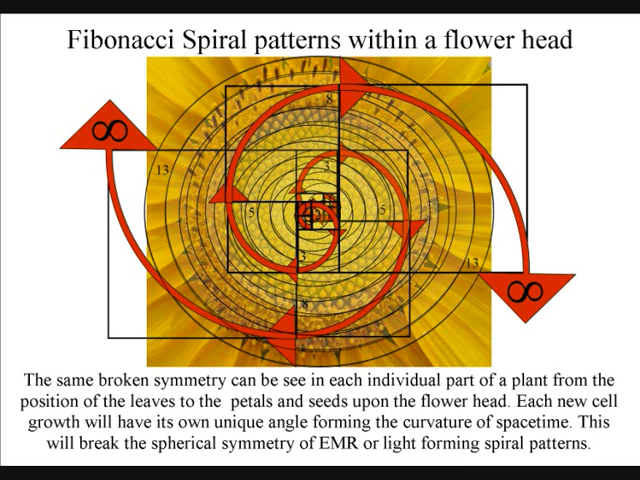 Fibonacci Spiral patterns within a flower head
8
∞
13
3
5
5
3
13
∞
8
The same broken symmetry can be see in each individual part of a plant from the
position of the leaves to the petals and seeds upon the flower head. Each new cell
growth will have its own unique angle forming the curvature of spacetime. This
will break the spherical symmetry of EMR or light forming spiral patterns.